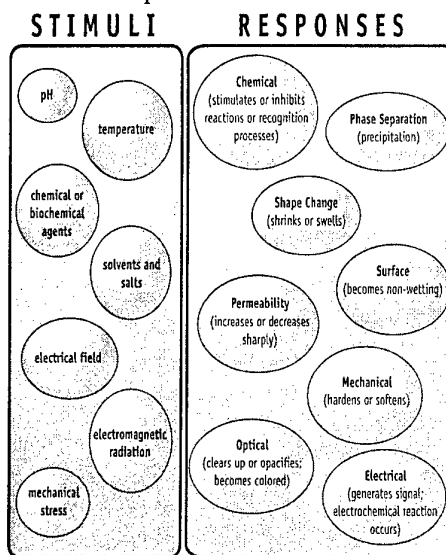 STIMULI
pH
temperature
chemical or
biochemical
agents
solvents and
salts
electrical field
electromagnetic
radiation
mechanical
stress
RESPONSES
Chemical
(stimulates or inhibits
reactions or recognition
processes)
Phase Separation
(precipitation)
Shape Change
(shrinks or swells)
Surface
(becomes non-wetting)
Permeability
(increases or decreases
sharply)
Mechanical
(hardens or softens)
Optical
(clears up or opacifies;
becomes colored)
Electrical
(generates signal;
electrochemical reaction
occurs)